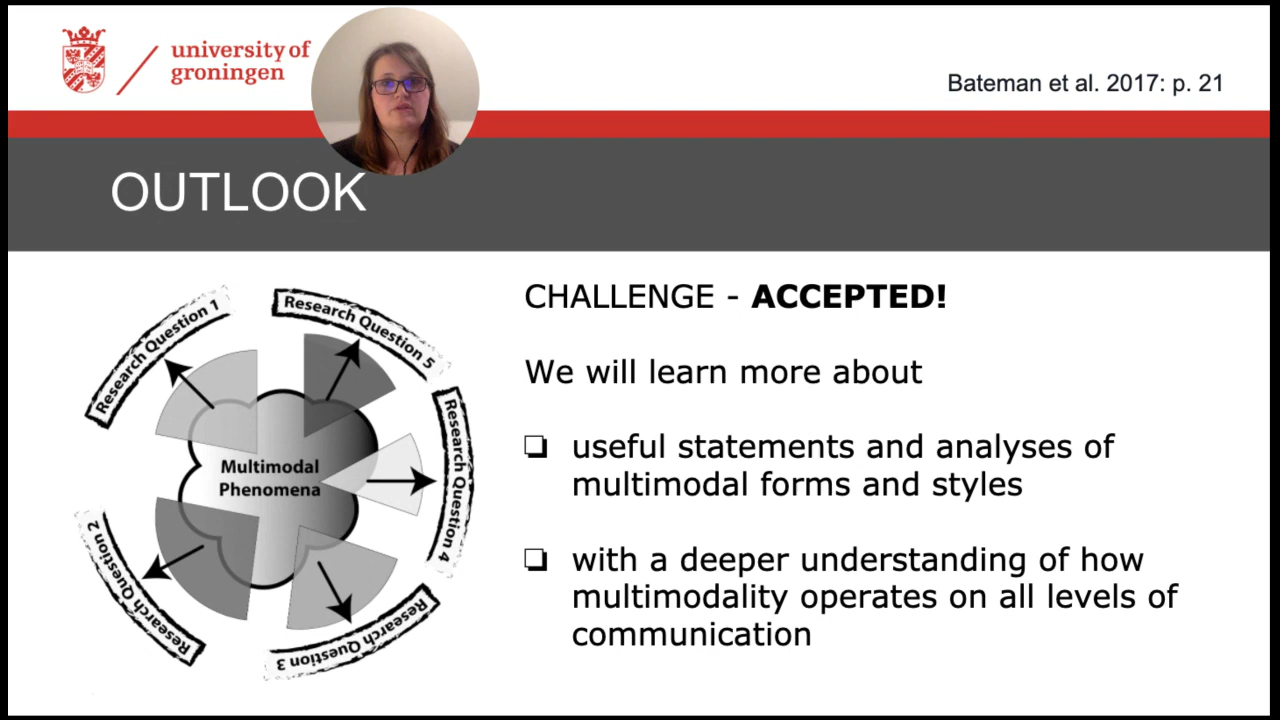 university of
groningen
Bateman et al. 2017: p. 21
OUTLOOK
Research Question 1
Research Question 5
Research Question 4
Research Question 3
Research Question 2
Multimodal
Phenomena
CHALLENGE - ACCEPTED!
We will learn more about
❏ useful statements and analyses of
multimodal forms and styles
❏ with a deeper understanding of how
multimodality operates on all levels of
communication